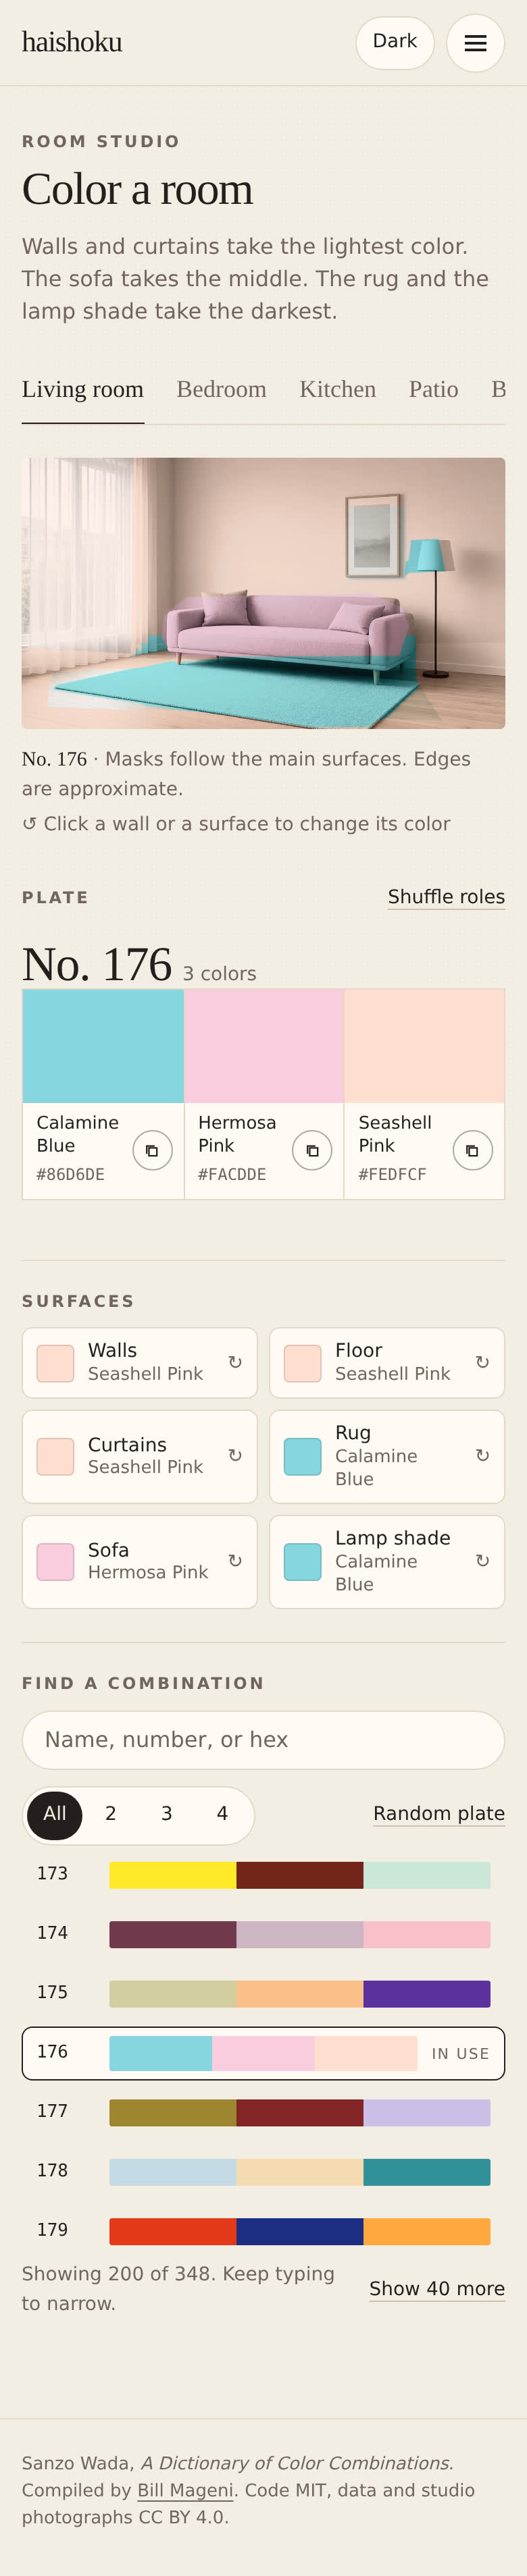 haishoku
Dark
ROOM STUDIO
Color a room
Walls and curtains take the lightest color.
The sofa takes the middle. The rug and the
lamp shade take the darkest.
Living room Bedroom Kitchen Patio B
No. 176 · Masks follow the main surfaces. Edges
are approximate.
↺ Click a wall or a surface to change its color
PLATE
Shuffle roles
No. 176 3 colors
Calamine
Blue
#86D6DE
Hermosa
Pink
#FACDDE
Seashell
Pink
#FEDFCF
SURFACES
Walls
Seashell Pink
↻
Floor
Seashell Pink
↻
Curtains
Seashell Pink
↻
Rug
Calamine
Blue
↻
Sofa
Hermosa Pink
↻
Lamp shade
Calamine
Blue
↻
FIND A COMBINATION
Name, number, or hex
All 2 3 4
Random plate
173
174
175
176 IN USE
177
178
179
Showing 200 of 348. Keep typing
to narrow.
Show 40 more
Sanzo Wada, A Dictionary of Color Combinations.
Compiled by Bill Mageni. Code MIT, data and studio
photographs CC BY 4.0.